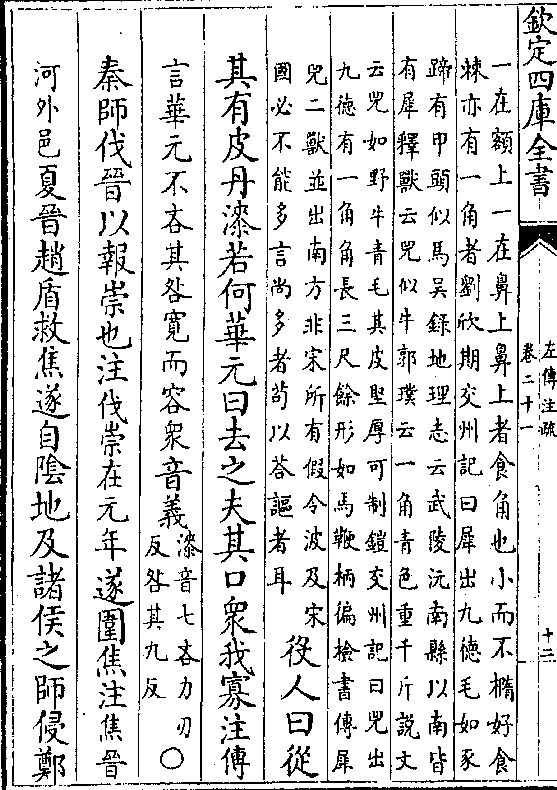 欽定四庫全書
左傳注疏
卷二十一
十二
一在額上一在鼻上鼻上者食角也小而不橢好食
棘亦有一角者劉欣期交州記曰犀出九德毛如豕
蹄有甲頭似馬吳錄地理志云武陵沅南縣以南皆
有犀釋獸云兕似牛郭璞云一角青色重千斤說文
云兕如野牛青毛其皮堅厚可制鎧交州記曰兕出
九德有一角角長三尺餘形如馬鞭柄偏檢書傳犀
兕二獸並出南方非宋所有假令波及宋
國必不能多言尚多者苟以荅謳者耳
役人曰從
其有皮丹漆若何華元曰去之夫其口衆我寡注傳
言華元不吝其咎寛而容衆音義
漆音七吝力刃
反咎其九反
○
秦師伐晉以報崇也注伐崇在元年遂圍焦注焦晉
河外邑夏晉趙盾救焦遂自陰地及諸侯之師侵鄭